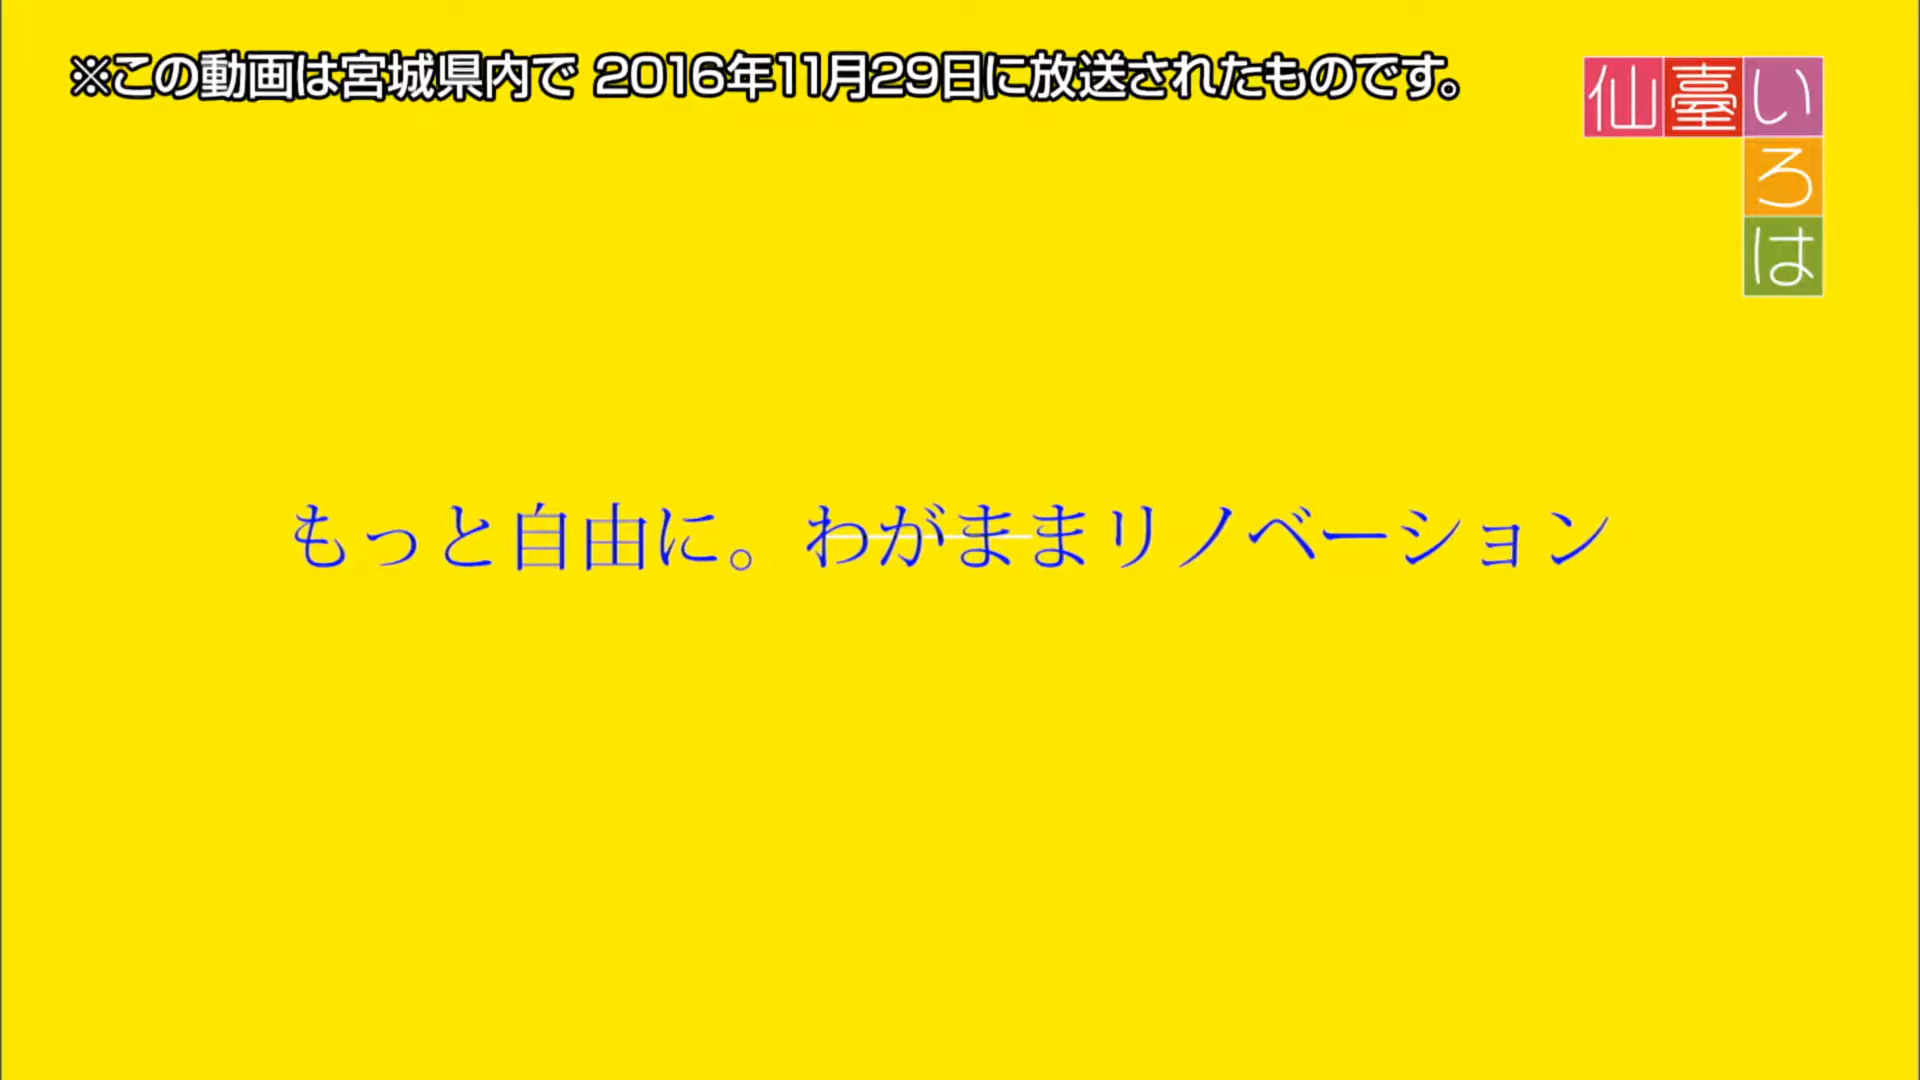 ※この動画は宮城県内で 2016年11月29日に放送されたものです。
仙臺いろは
もっと自由に。わがままリノベーション